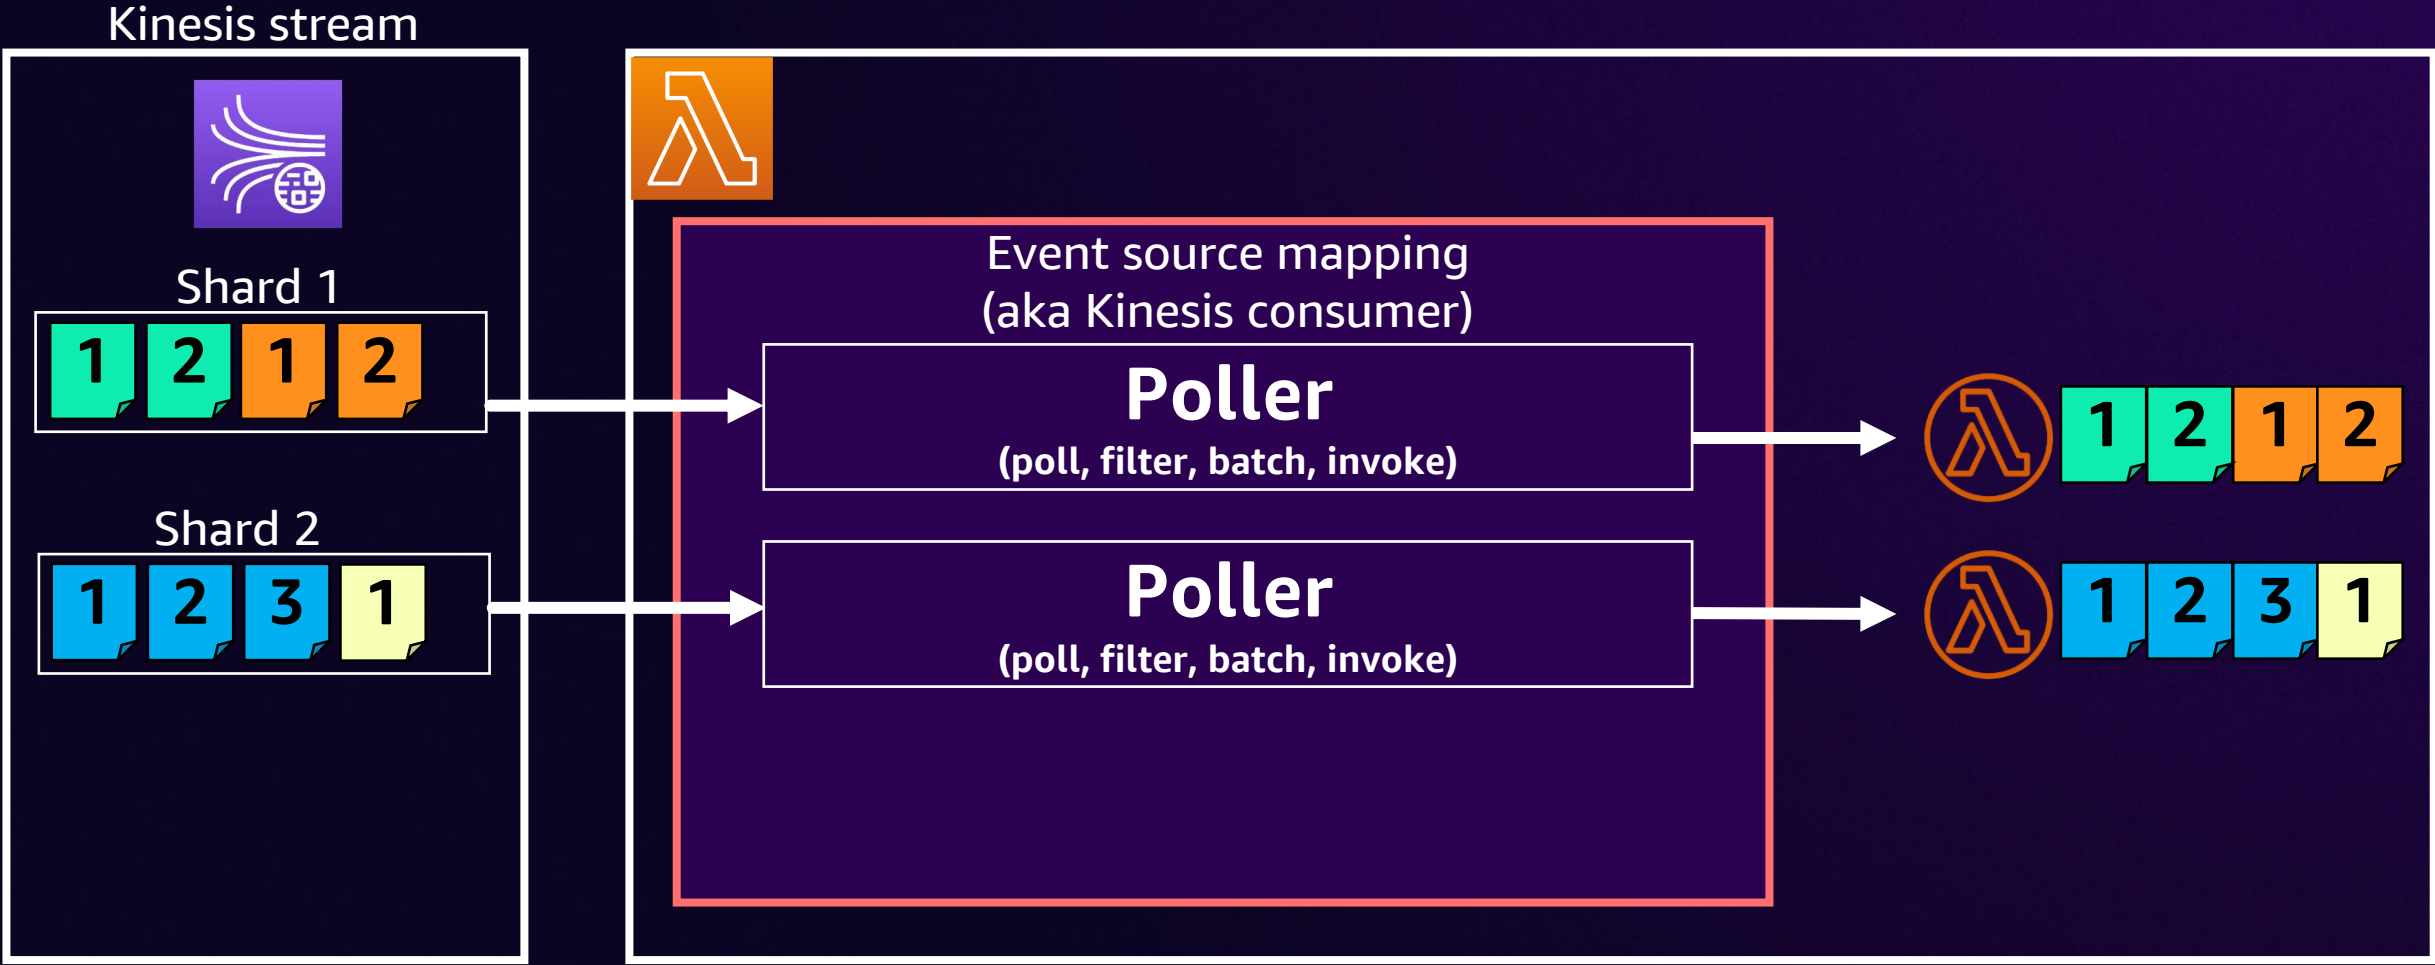 Kinesis stream
Shard 1
1 2 1 2
Shard 2
1 2 3 1
Event source mapping
(aka Kinesis consumer)
Poller
(poll, filter, batch, invoke)
Poller
(poll, filter, batch, invoke)
1 2 1 2
1 2 3 1